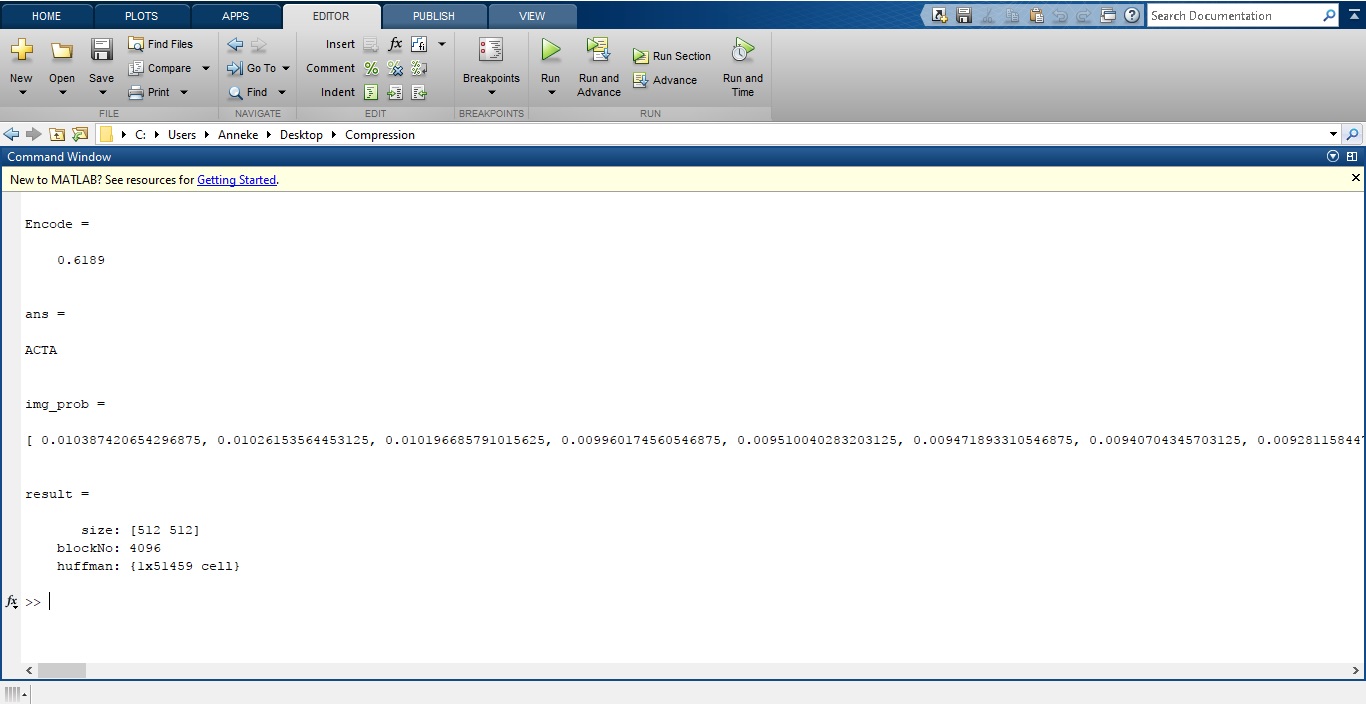 HOME PLOTS APPS EDITOR PUBLISH VIEW
Search Documentation
New Open Save
Find Files
Compare
Print
FILE
Go To
Find
NAVIGATE
Insert fx
Comment
Indent
EDIT
Breakpoints
BREAKPOINTS
Run
Run and Advance
Run Section
Advance
Run and Time
RUN
C: Users Anneke Desktop Compression
Command Window
New to MATLAB? See resources for Getting Started.
Encode =
0.6189
ans =
ACTA
img_prob =
[ 0.010387420654296875, 0.01026153564453125, 0.010196685791015625, 0.009960174560546875, 0.009510040283203125, 0.009471893310546875, 0.00940704345703125, 0.00928115844
result =
size: [512 512]
blockNo: 4096
huffman: {1x51459 cell}
fx >>